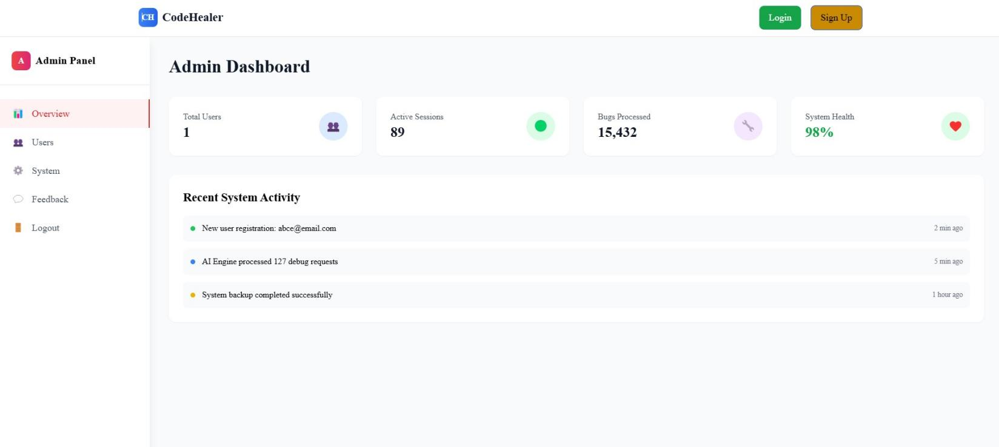 CH CodeHealer
Login
Sign Up
A Admin Panel
Overview
Users
System
Feedback
Logout
Admin Dashboard
Total Users
1
Active Sessions
89
Bugs Processed
15,432
System Health
98%
Recent System Activity
New user registration: abce@email.com
2 min ago
AI Engine processed 127 debug requests
5 min ago
System backup completed successfully
1 hour ago